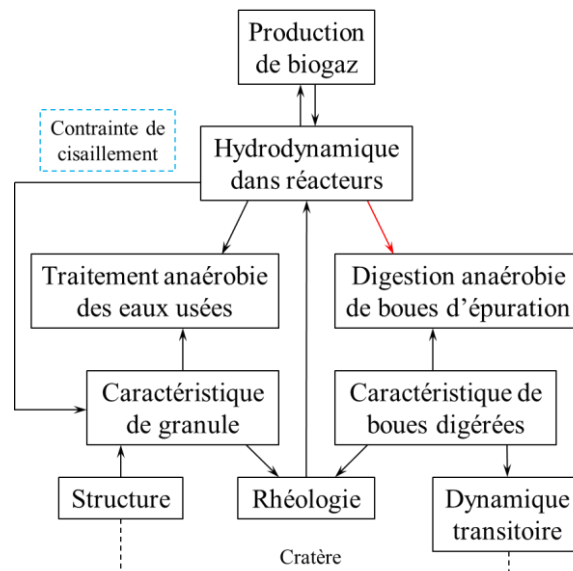 Production
de biogaz
Contrainte de
cisaillement
Hydrodynamique
dans réacteurs
Traitement anaérobie
des eaux usées
Digestion anaérobie
de boues d'épuration
Caractéristique
de granule
Caractéristique de
boues digérées
Structure
Rhéologie
Dynamique
transitoire
Cratère